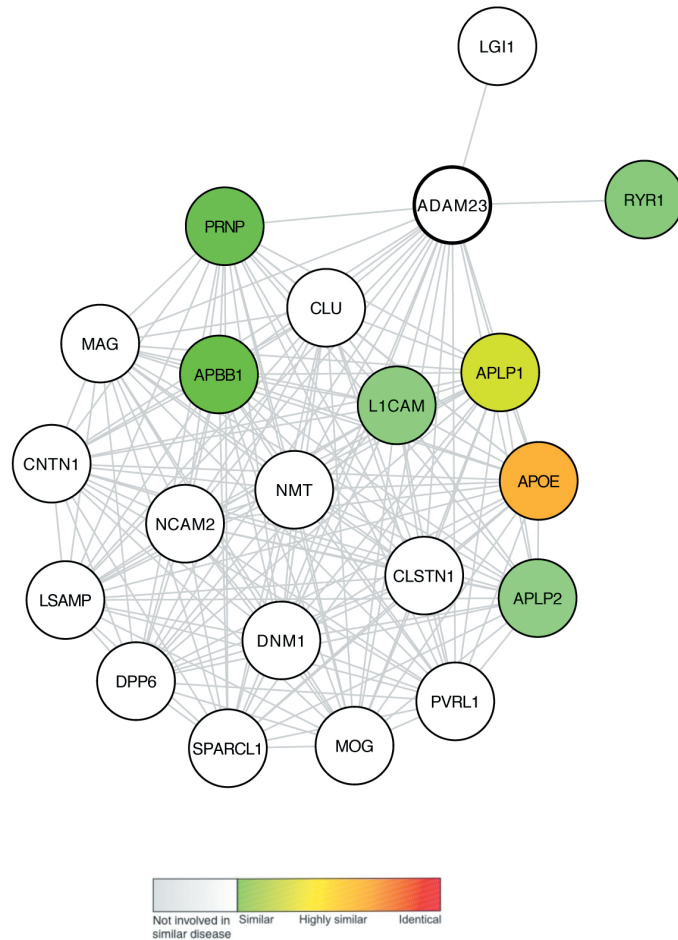 LGI1
RYR1
ADAM23
PRNP
CLU
MAG
APBB1
APLP1
L1CAM
CNTN1
APOE
NMT
NCAM2
CLSTN1
LSAMP
APLP2
DNM1
DPP6
PVRL1
SPARCL1
MOG
Not involved in
similar disease
Similar
Highly similar
Identical